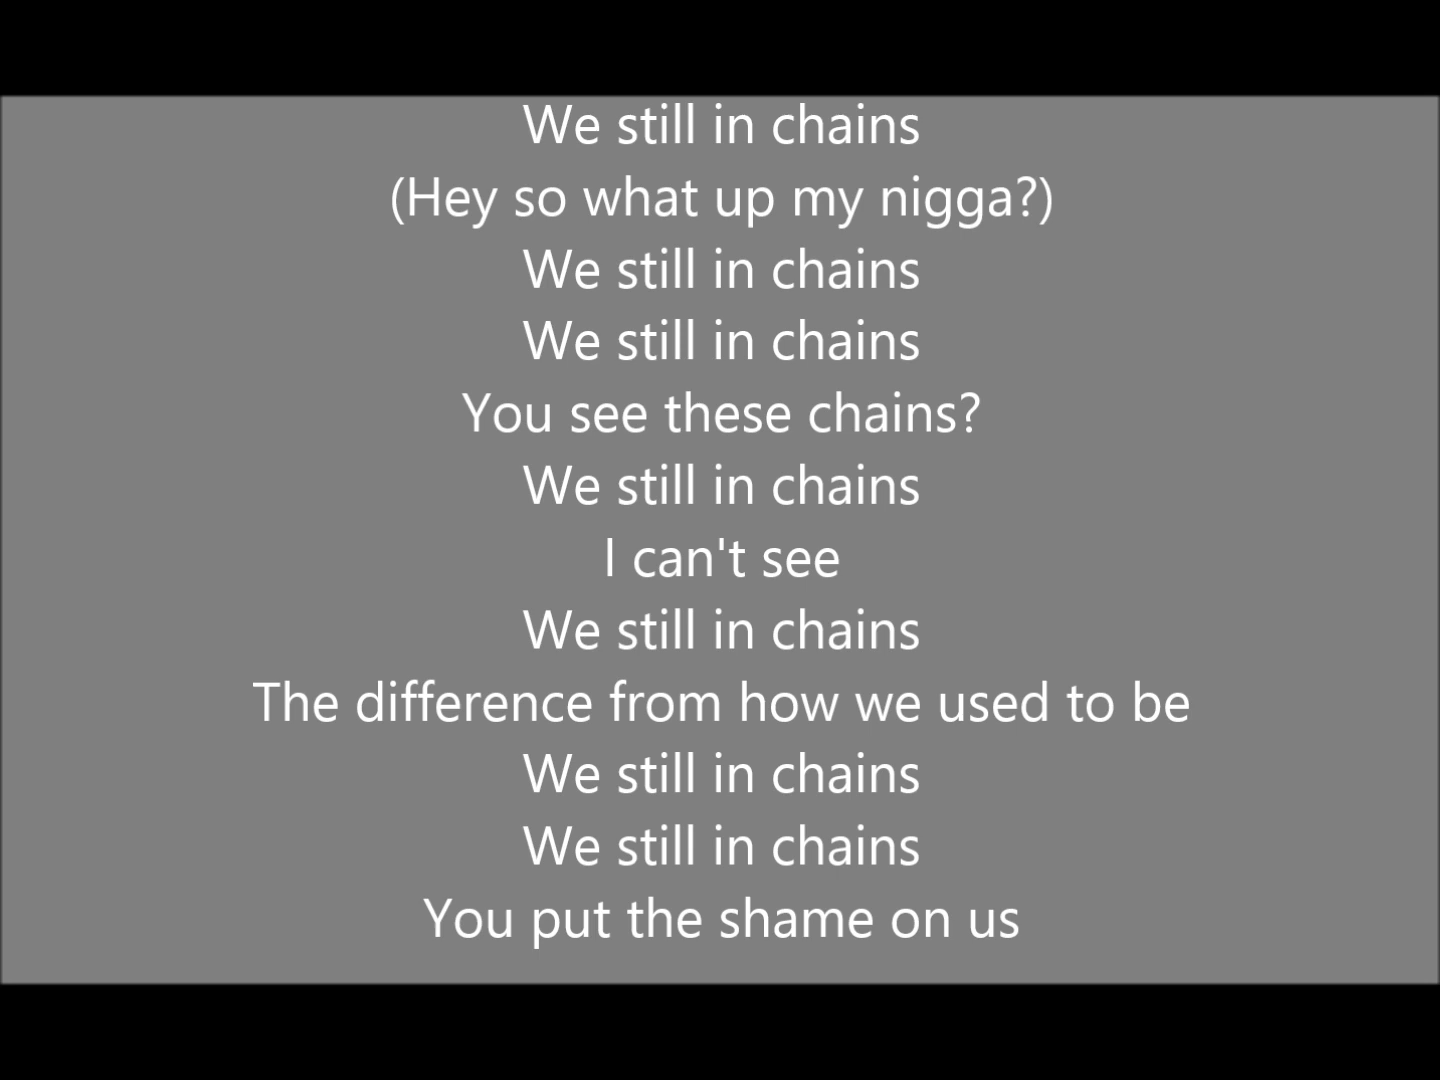 We still in chains
(Hey so what up my nigga?)
We still in chains
We still in chains
You see these chains?
We still in chains
I can't see
We still in chains
The difference from how we used to be
We still in chains
We still in chains
You put the shame on us